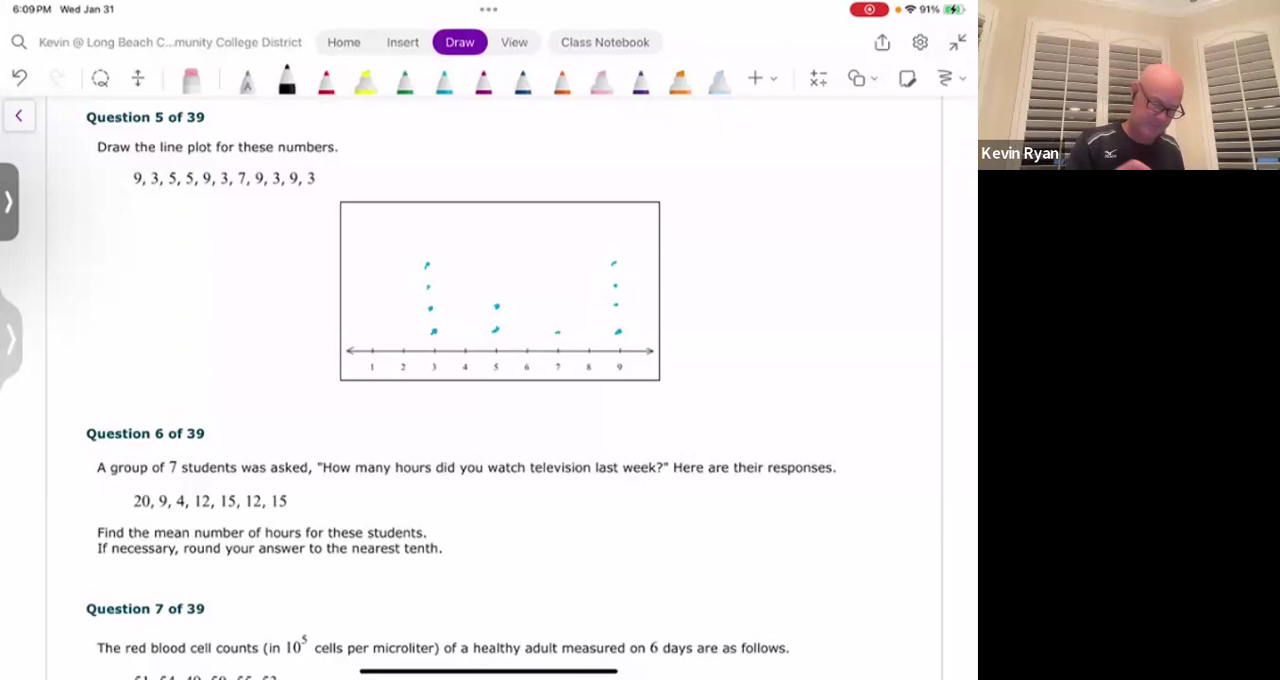 6:09 PM Wed Jan 31
91%
Kevin @ Long Beach C...munity College District Home Insert Draw View Class Notebook
A
Question 5 of 39
Draw the line plot for these numbers.
9, 3, 5, 5, 9, 3, 7, 9, 3, 9, 3
1 2 3 4 5 6 7 8 9
Question 6 of 39
A group of 7 students was asked, "How many hours did you watch television last week?" Here are their responses.
20, 9, 4, 12, 15, 12, 15
Find the mean number of hours for these students.
If necessary, round your answer to the nearest tenth.
Question 7 of 39
The red blood cell counts (in 10⁵ cells per microliter) of a healthy adult measured on 6 days are as follows.
Kevin Ryan